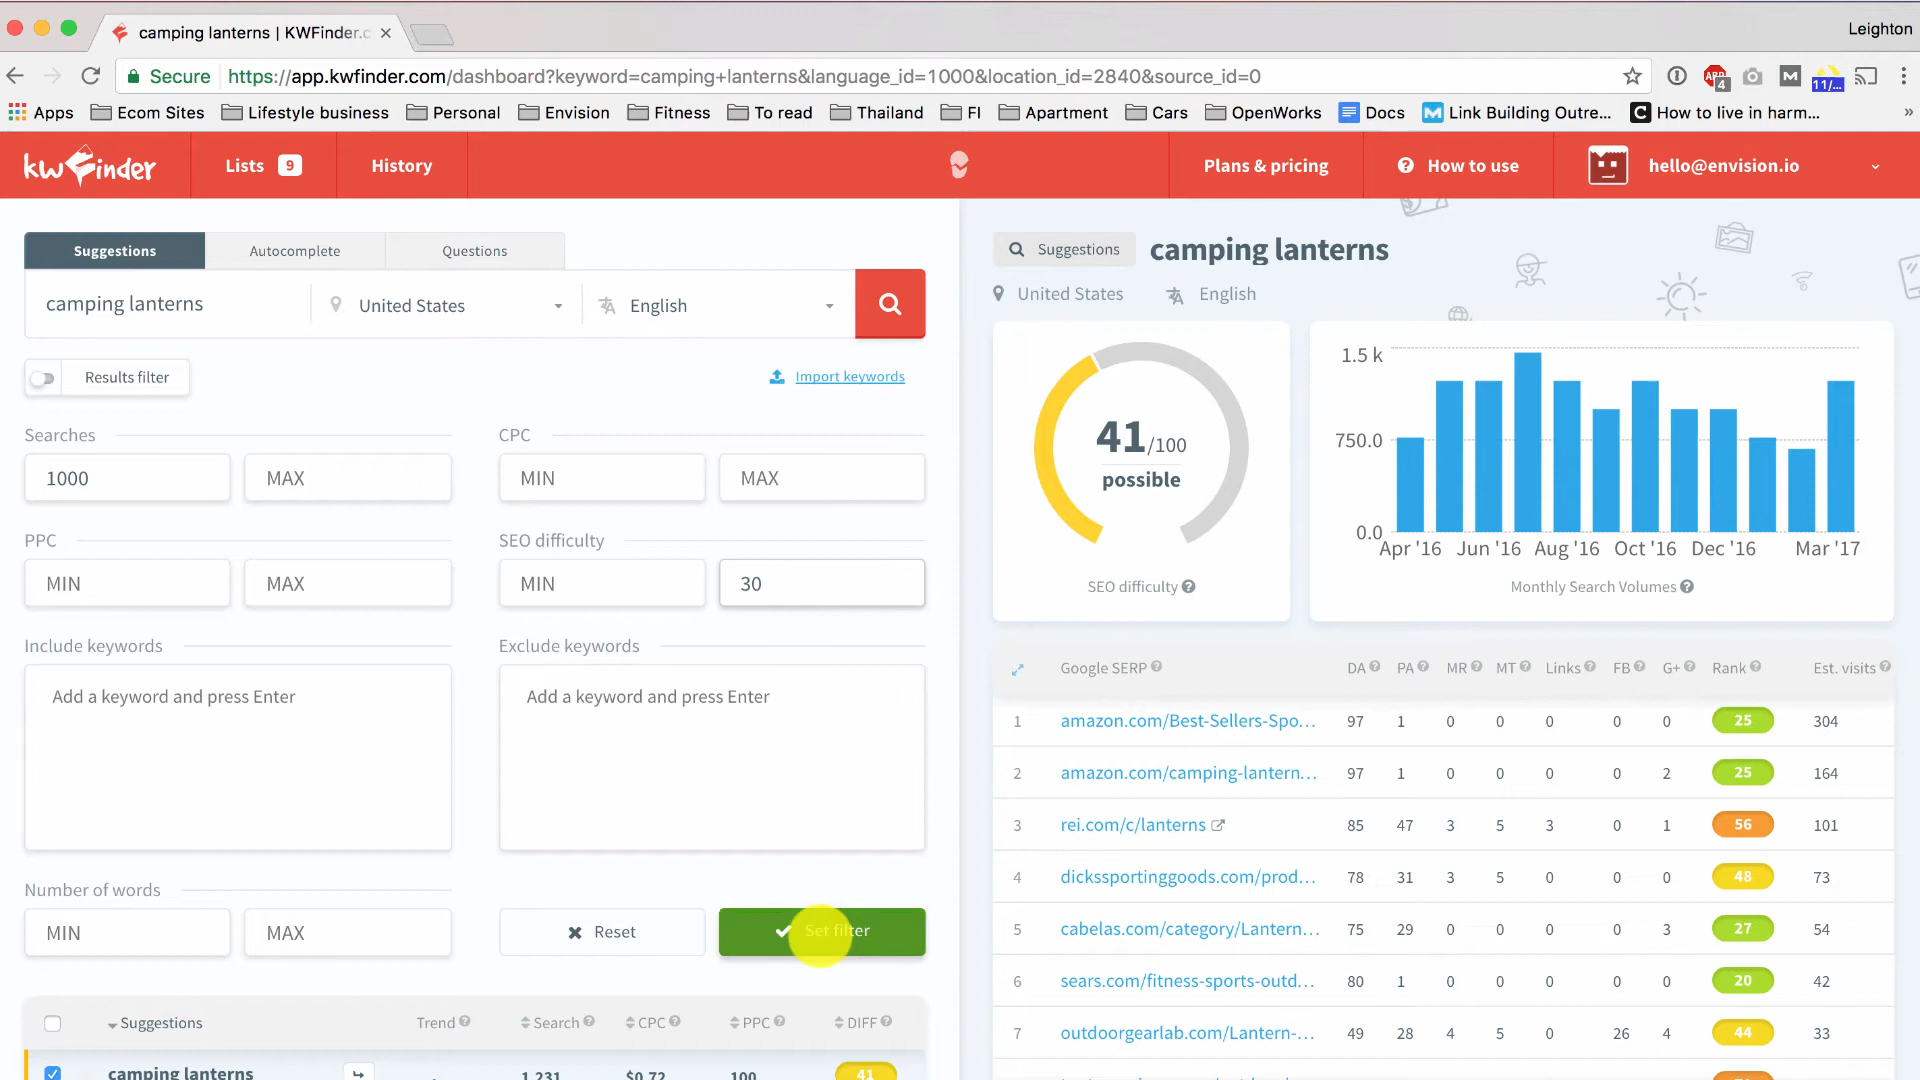 camping lanterns | KWFinder.c
Leighton
Secure https://app.kwfinder.com/dashboard?keyword=camping+lanterns&language_id=1000&location_id=2840&source_id=0
ABP 4 M 11/...
Apps Ecom Sites Lifestyle business Personal Envision Fitness To read Thailand FI Apartment Cars OpenWorks Docs Link Building Outre... How to live in harm... »
kwFinder Lists 9 History Plans & pricing How to use hello@envision.io
Suggestions Autocomplete Questions
camping lanterns United States English
Results filter Import keywords
Searches CPC
1000 MAX MIN MAX
PPC SEO difficulty
MIN MAX MIN 30
Include keywords Exclude keywords
Add a keyword and press Enter Add a keyword and press Enter
Number of words
MIN MAX Reset Set filter
Suggestions Trend Search CPC PPC DIFF
camping lanterns 1,231 $0.72 100 41
Suggestions camping lanterns
United States English
41/100
possible
SEO difficulty
1.5 k
750.0
0.0
Apr '16 Jun '16 Aug '16 Oct '16 Dec '16 Mar '17
Monthly Search Volumes
Google SERP DA PA MR MT Links FB G+ Rank Est. visits
1 amazon.com/Best-Sellers-Spo... 97 1 0 0 0 0 0 25 304
2 amazon.com/camping-lantern... 97 1 0 0 0 0 2 25 164
3 rei.com/c/lanterns 85 47 3 5 3 0 1 56 101
4 dickssportinggoods.com/prod... 78 31 3 5 0 0 0 48 73
5 cabelas.com/category/Lantern... 75 29 0 0 0 0 3 27 54
6 sears.com/fitness-sports-outd... 80 1 0 0 0 0 0 20 42
7 outdoorgearlab.com/Lantern-... 49 28 4 5 0 26 4 44 33